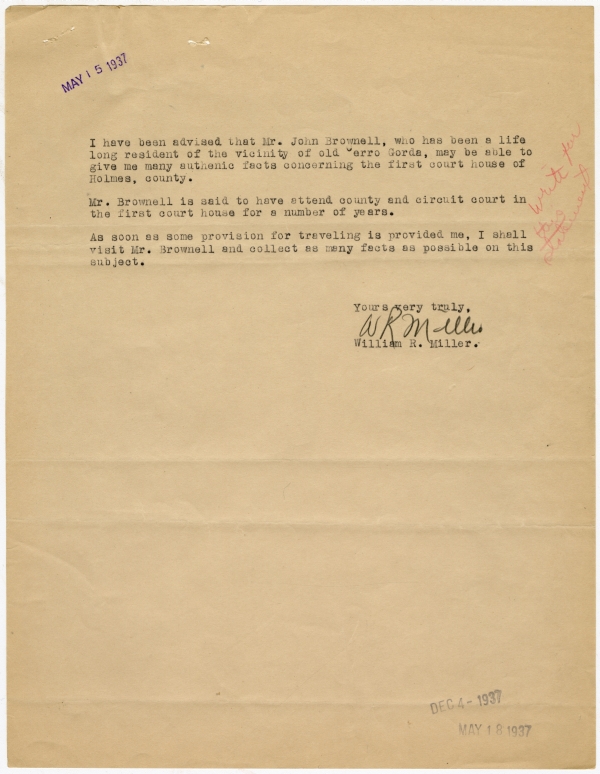 MAY 15 1937
I have been advised that Mr. John Brownell, who has been a life
long resident of the vicinity of old Cerro Gorda, may be able to
give me many authenic facts concerning the first court house of
Holmes, county.
Mr. Brownell is said to have attend county and circuit court in
the first court house for a number of years.
As soon as some provision for traveling is provided me, I shall
visit Mr. Brownell and collect as many facts as possible on this
subject.
write for
statement
Yours very truly,
W R Miller
William R. Miller.
DEC 4 - 1937
MAY 18 1937